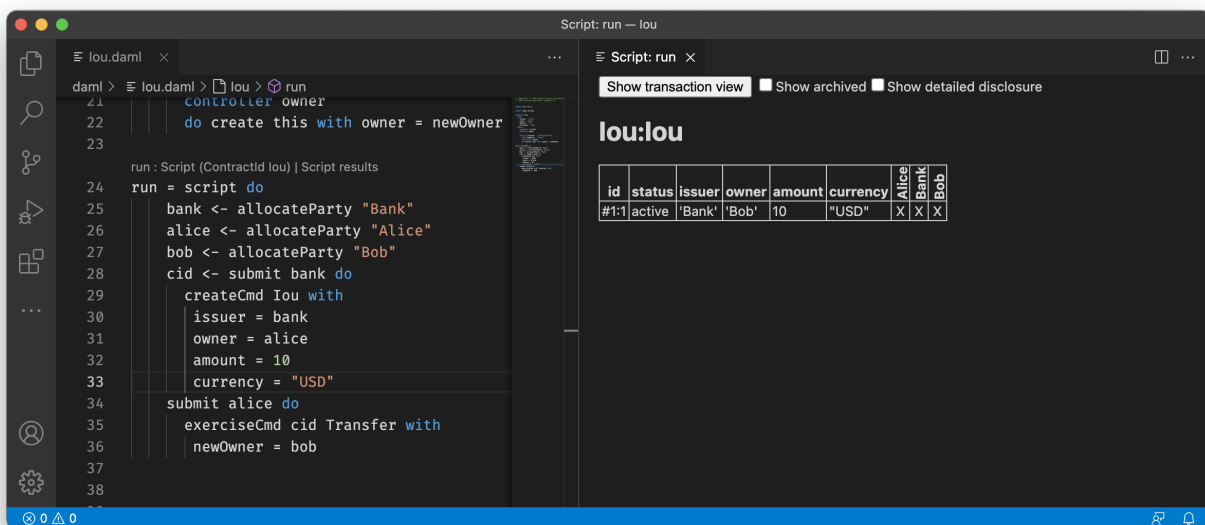 Script: run — Iou
Iou.daml
daml > Iou.daml > Iou > run
21 controller owner
22 do create this with owner = newOwner
23
run : Script (ContractId Iou) | Script results
24 run = script do
25 bank <- allocateParty "Bank"
26 alice <- allocateParty "Alice"
27 bob <- allocateParty "Bob"
28 cid <- submit bank do
29 createCmd Iou with
30 issuer = bank
31 owner = alice
32 amount = 10
33 currency = "USD"
34 submit alice do
35 exerciseCmd cid Transfer with
36 newOwner = bob
37
38
Script: run
Show transaction view Show archived Show detailed disclosure
Iou:Iou
id status issuer owner amount currency Alice Bank Bob
#1:1 active 'Bank' 'Bob' 10 "USD" X X X
0 0